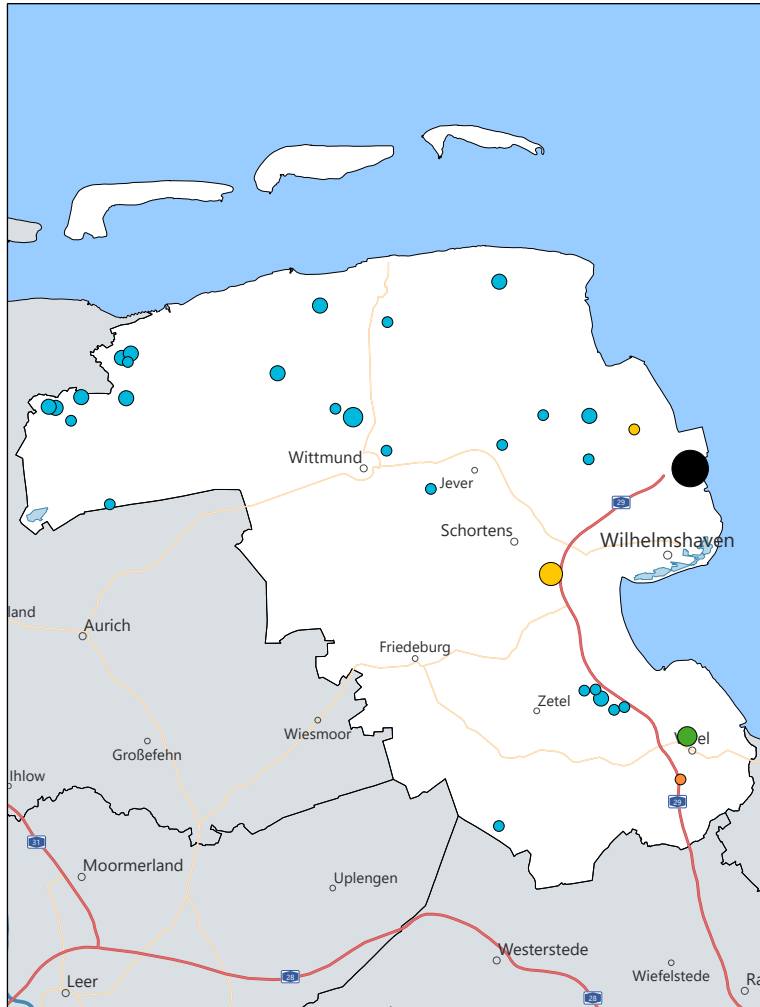 Wittmund
Jever
29
Schortens
Wilhelmshaven
land
Aurich
Friedeburg
Zetel
Wiesmoor
Großefehn
Ihlow
29
31
Moormerland
Uplengen
Westerstede
28
Wiefelstede
Leer
28